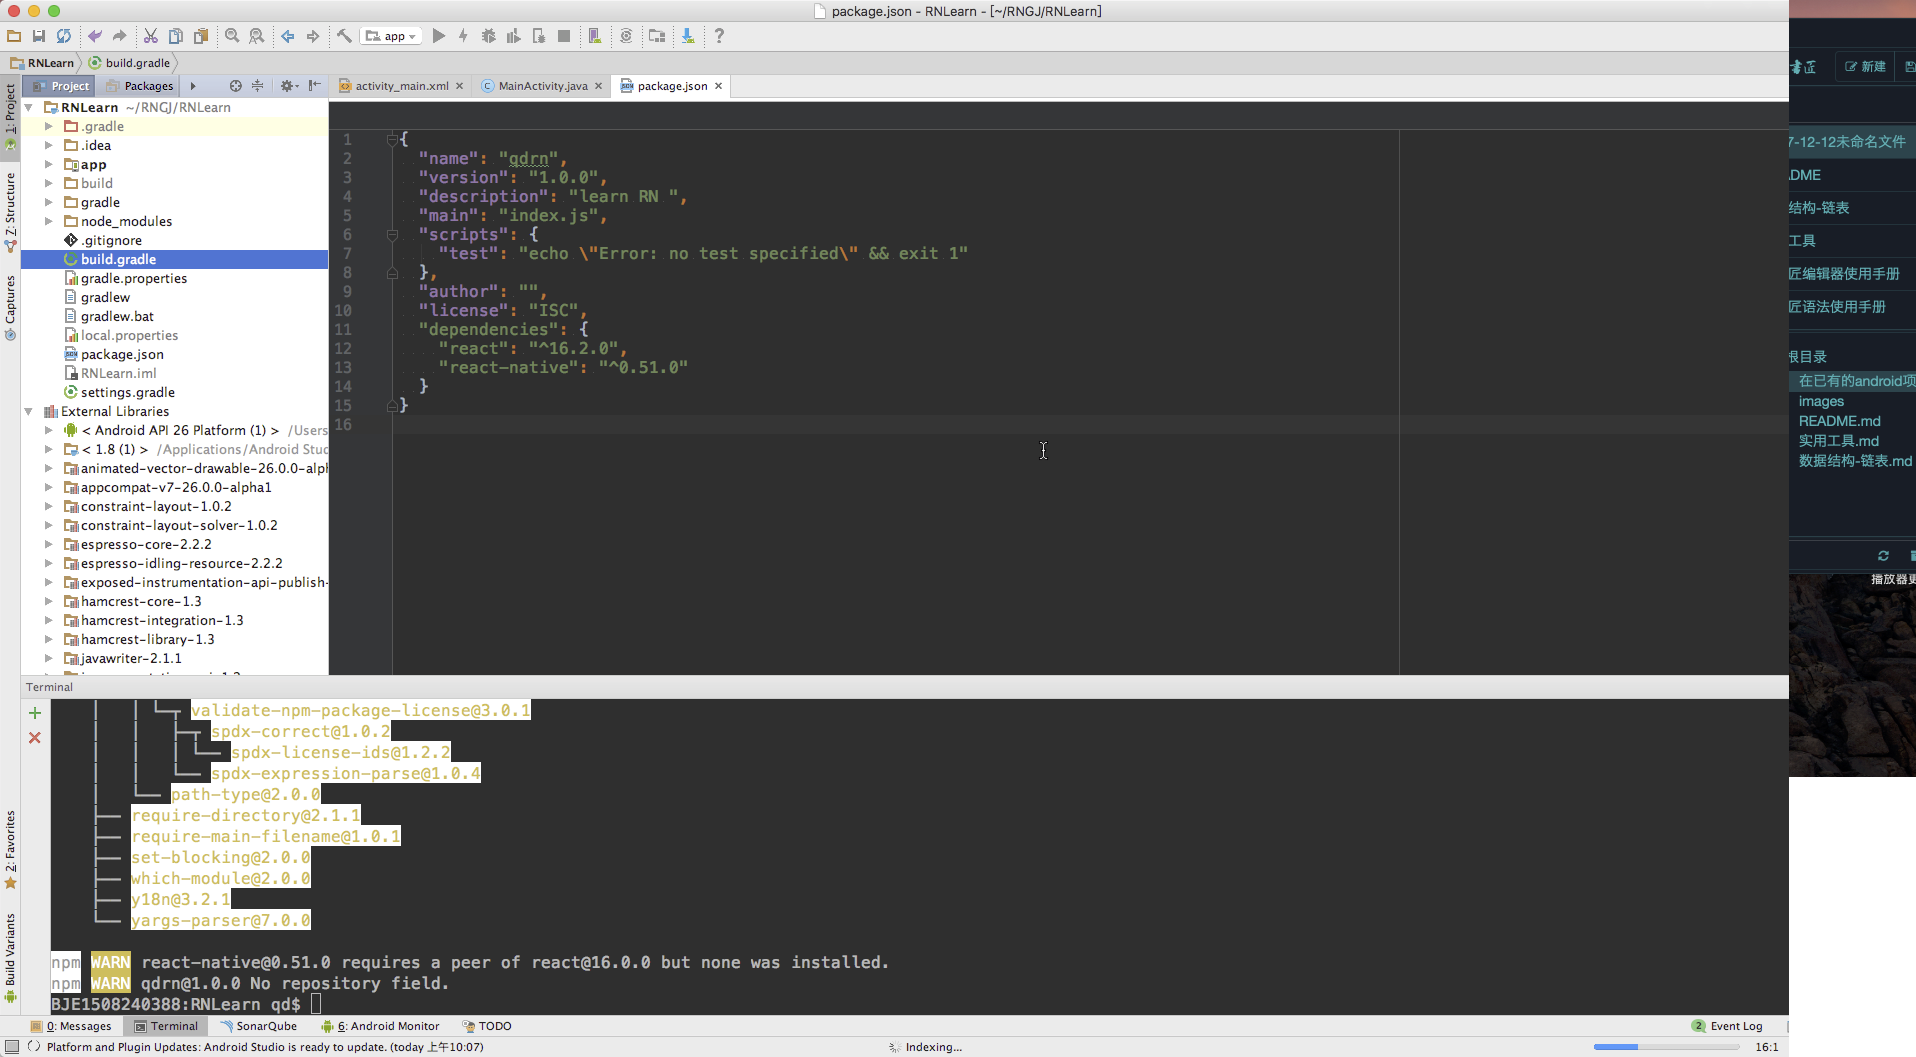 package.json - RNLearn - [~/RNGJ/RNLearn]
app
RNLearn
build.gradle
1: Project
Z: Structure
Captures
2: Favorites
Build Variants
Project
Packages
activity_main.xml
MainActivity.java
package.json
RNLearn ~/RNGJ/RNLearn
.gradle
.idea
app
build
gradle
node_modules
.gitignore
build.gradle
gradle.properties
gradlew
gradlew.bat
local.properties
package.json
RNLearn.iml
settings.gradle
External Libraries
< Android API 26 Platform (1) > /Users
< 1.8 (1) > /Applications/Android Stu
animated-vector-drawable-26.0.0-alp
appcompat-v7-26.0.0-alpha1
constraint-layout-1.0.2
constraint-layout-solver-1.0.2
espresso-core-2.2.2
espresso-idling-resource-2.2.2
exposed-instrumentation-api-publish-
hamcrest-core-1.3
hamcrest-integration-1.3
hamcrest-library-1.3
javawriter-2.1.1
1 {
2 "name": "qdrn",
3 "version": "1.0.0",
4 "description": "learn RN ",
5 "main": "index.js",
6 "scripts": {
7 "test": "echo \"Error: no test specified\" && exit 1"
8 },
9 "author": "",
10 "license": "ISC",
11 "dependencies": {
12 "react": "^16.2.0",
13 "react-native": "^0.51.0"
14 }
15 }
16
Terminal
validate-npm-package-license@3.0.1
spdx-correct@1.0.2
spdx-license-ids@1.2.2
spdx-expression-parse@1.0.4
path-type@2.0.0
require-directory@2.1.1
require-main-filename@1.0.1
set-blocking@2.0.0
which-module@2.0.0
y18n@3.2.1
yargs-parser@7.0.0
npm WARN react-native@0.51.0 requires a peer of react@16.0.0 but none was installed.
npm WARN qdrn@1.0.0 No repository field.
BJE1508240388:RNLearn qd$
0: Messages
Terminal
SonarQube
6: Android Monitor
TODO
2 Event Log
Platform and Plugin Updates: Android Studio is ready to update. (today 上午10:07)
Indexing...
16:1
书匠
新建
7-12-12未命名文件
DME
结构-链表
工具
匠编辑器使用手册
匠语法使用手册
根目录
在已有的android项
images
README.md
实用工具.md
数据结构-链表.md
播放器更